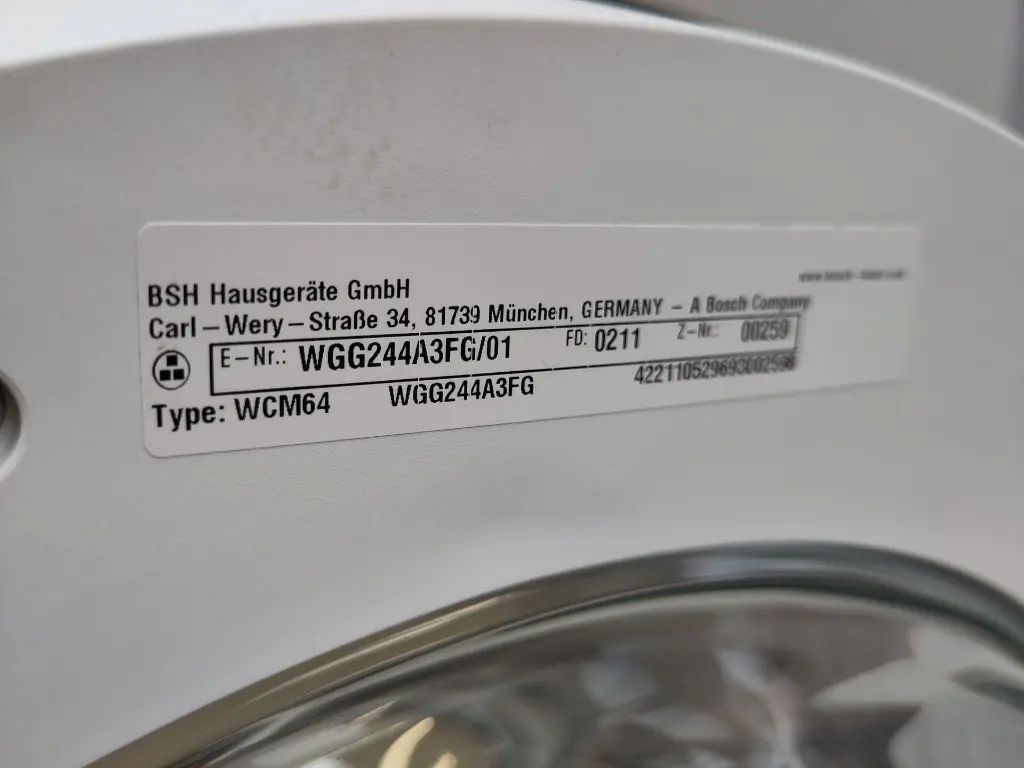 BSH Hausgeräte GmbH
Carl – Wery – Straße 34, 81739 München, GERMANY – A Bosch Company
E – Nr.: WGG244A3FG/01 FD: 0211 Z – Nr.: 00259
Type: WCM64 WGG244A3FG